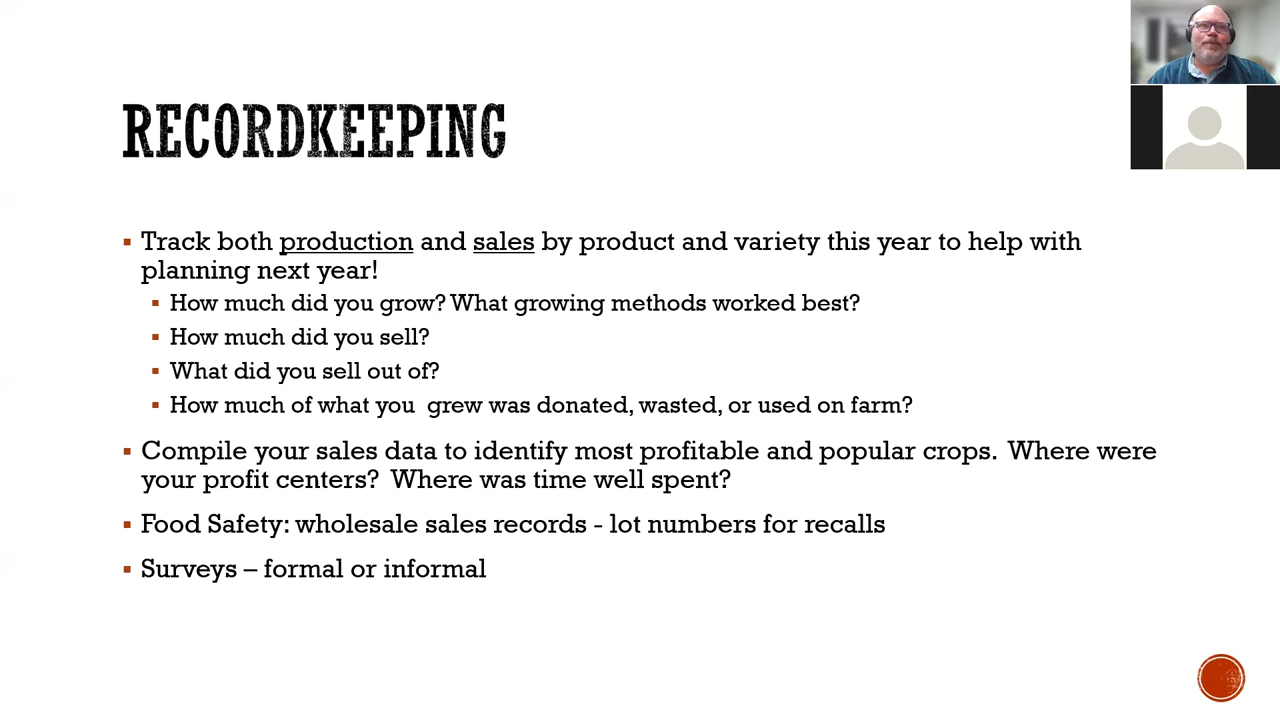 RECORDKEEPING
Track both production and sales by product and variety this year to help with
planning next year!
How much did you grow? What growing methods worked best?
How much did you sell?
What did you sell out of?
How much of what you  grew was donated, wasted, or used on farm?
Compile your sales data to identify most profitable and popular crops.  Where were
your profit centers?  Where was time well spent?
Food Safety: wholesale sales records - lot numbers for recalls
Surveys – formal or informal